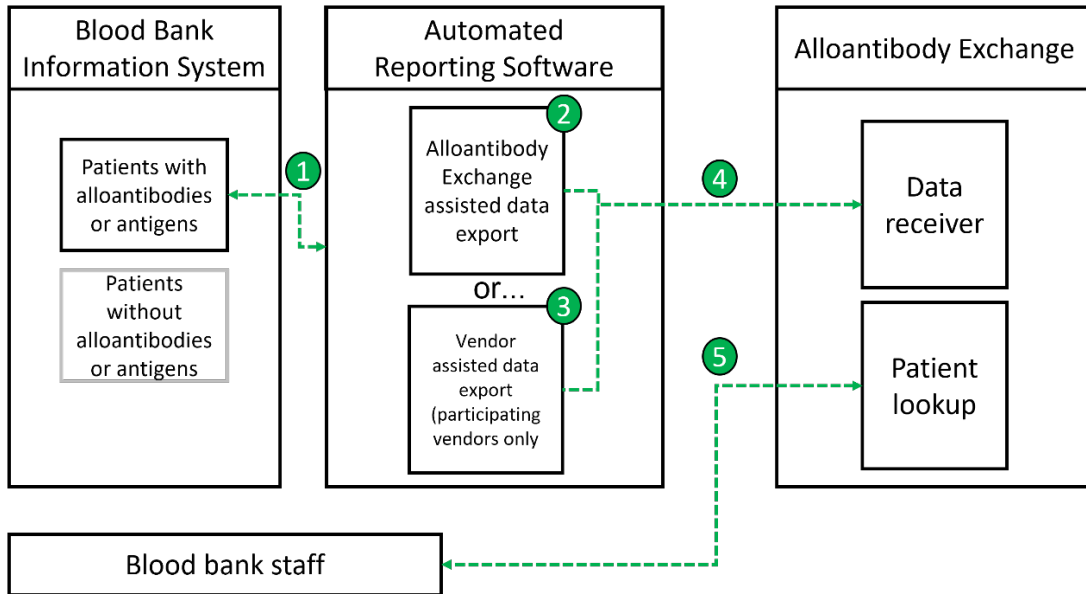 Blood Bank
Information System
Patients with
alloantibodies
or antigens
Patients
without
alloantibodies
or antigens
1
Automated
Reporting Software
2
Alloantibody
Exchange
assisted data
export
or...
3
Vendor
assisted data
export
(participating
vendors only
4
5
Alloantibody Exchange
Data
receiver
Patient
lookup
Blood bank staff